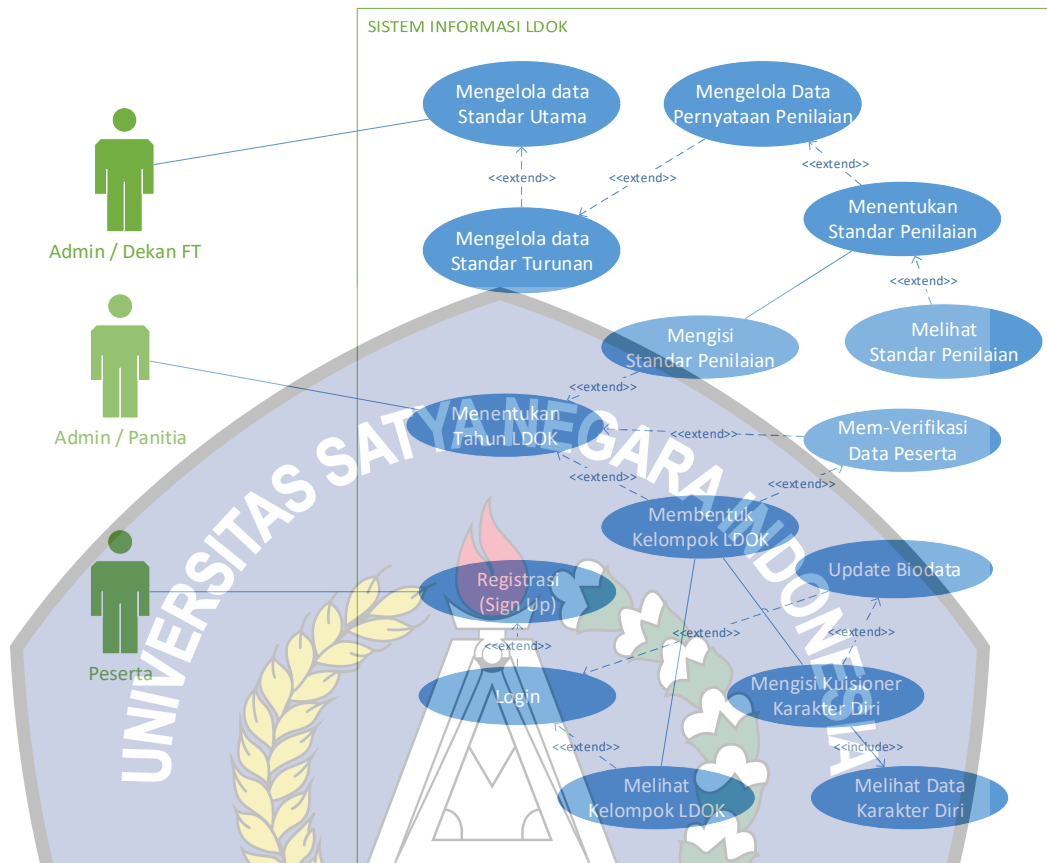 SISTEM INFORMASI LDOK
Mengelola data
Standar Utama
Mengelola Data
Pernyataan Penilaian
<<extend>>
<<extend>>
<<extend>>
Admin / Dekan FT
Mengelola data
Standar Turunan
Menentukan
Standar Penilaian
<<extend>>
Mengisi
Standar Penilaian
Melihat
Standar Penilaian
<<extend>>
Admin / Panitia
Menentukan
Tahun LDOK
<<extend>>
Mem-Verifikasi
Data Peserta
<<extend>>
<<extend>>
Membentuk
Kelompok LDOK
UNIVERSITAS SATYA NEGARA INDONESIA
Registrasi
(Sign Up)
Update Biodata
Peserta
<<extend>>
<<extend>>
<<extend>>
Login
Mengisi Kuisioner
Karakter Diri
<<extend>>
<<include>>
Melihat
Kelompok LDOK
Melihat Data
Karakter Diri